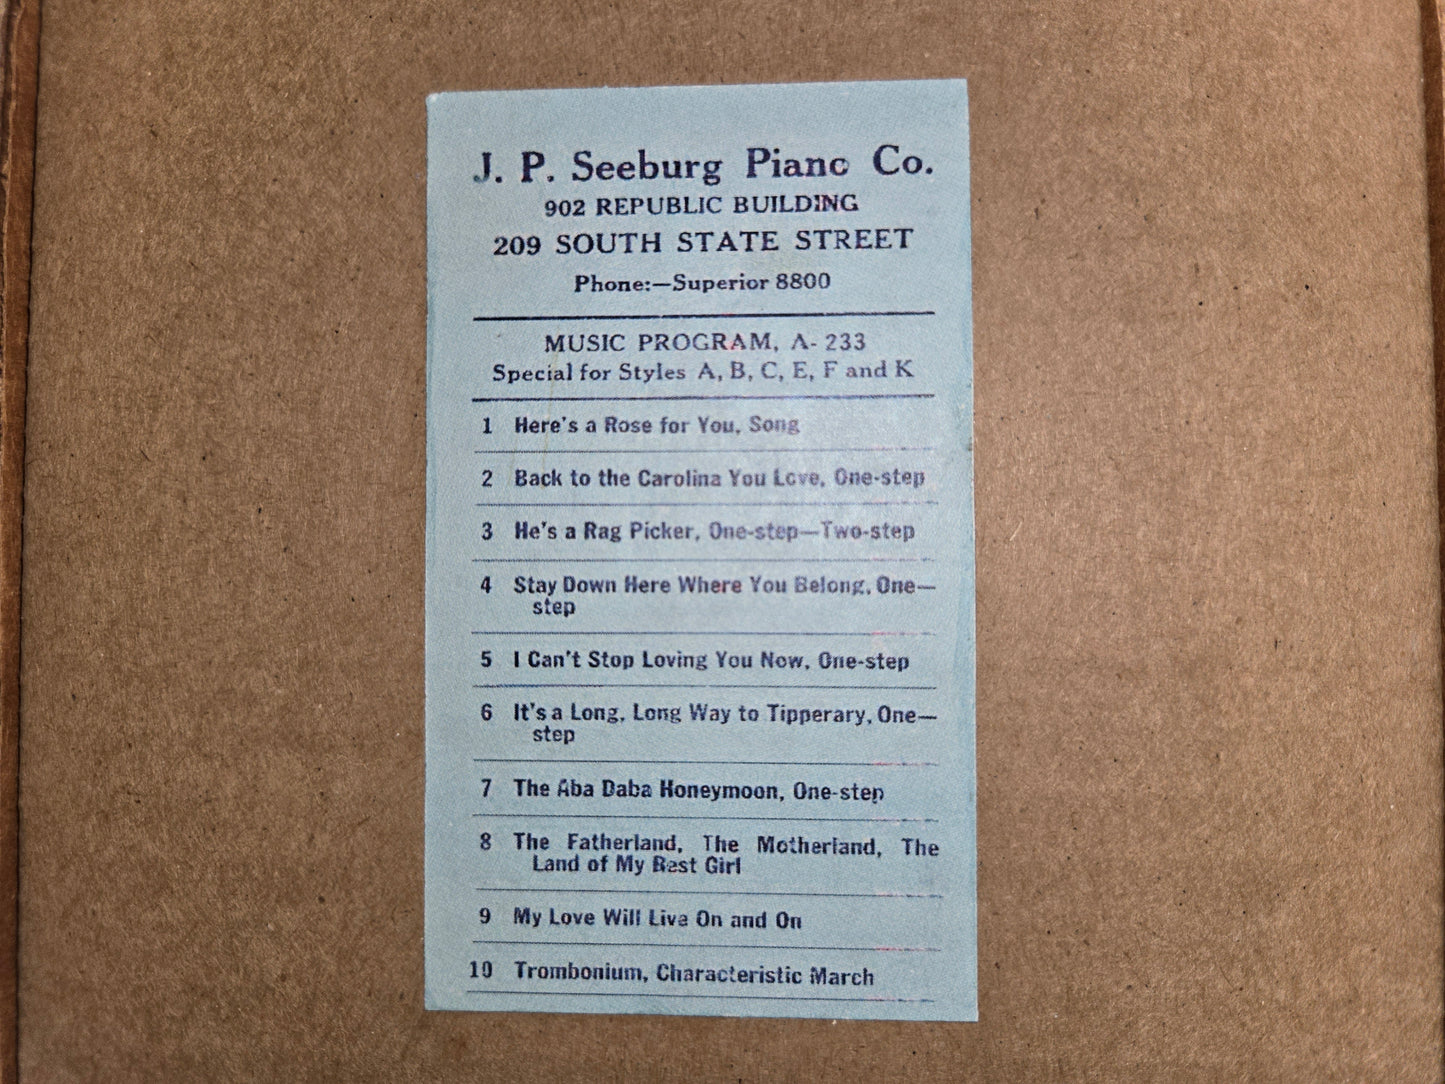 J. P. Seeburg Piano Co.
902 REPUBLIC BUILDING
209 SOUTH STATE STREET
Phone:—Superior 8800
MUSIC PROGRAM, A- 233
Special for Styles A, B, C, E, F and K
1 Here's a Rose for You, Song
2 Back to the Carolina You Love, One-step
3 He's a Rag Picker, One-step—Two-step
4 Stay Down Here Where You Belong, One—
step
5 I Can't Stop Loving You Now, One-step
6 It's a Long, Long Way to Tipperary, One—
step
7 The Aba Daba Honeymoon, One-step
8 The Fatherland, The Motherland, The
Land of My Best Girl
9 My Love Will Live On and On
10 Trombonium, Characteristic March